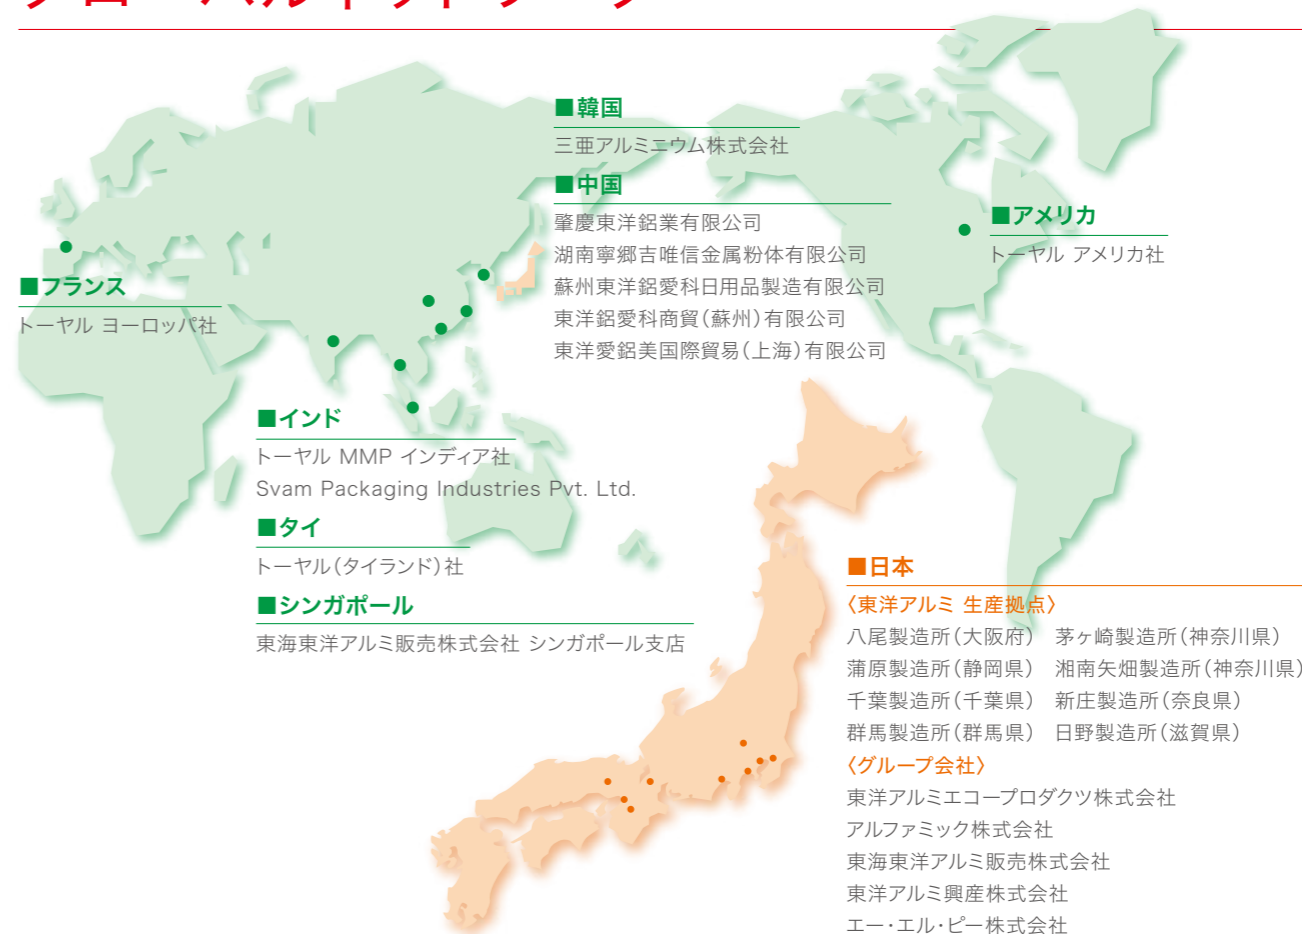 グローバルネットワーク
■韓国
三亜アルミニウム株式会社
■中国
肇慶東洋鋁業有限公司
湖南寧郷吉唯信金属粉体有限公司
蘇州東洋鋁愛科日用品製造有限公司
東洋鋁愛科商貿(蘇州)有限公司
東洋愛鋁美国際貿易(上海)有限公司
■アメリカ
トーヤル アメリカ社
■フランス
トーヤル ヨーロッパ社
■インド
トーヤル MMP インディア社
Svam Packaging Industries Pvt. Ltd.
■タイ
トーヤル(タイランド)社
■シンガポール
東海東洋アルミ販売株式会社 シンガポール支店
■日本
〈東洋アルミ 生産拠点〉
八尾製造所(大阪府) 茅ヶ崎製造所(神奈川県)
蒲原製造所(静岡県) 湘南矢畑製造所(神奈川県)
千葉製造所(千葉県) 新庄製造所(奈良県)
群馬製造所(群馬県) 日野製造所(滋賀県)
〈グループ会社〉
東洋アルミエコープロダクツ株式会社
アルファミック株式会社
東海東洋アルミ販売株式会社
東洋アルミ興産株式会社
エー・エル・ピー株式会社